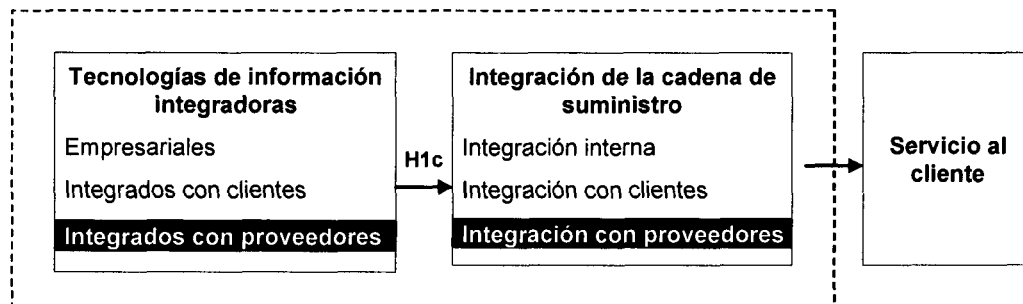 Tecnologías de información
integradoras
Empresariales
Integrados con clientes
Integrados con proveedores
H1c
Integración de la cadena de
suministro
Integración interna
Integración con clientes
Integración con proveedores
Servicio al
cliente